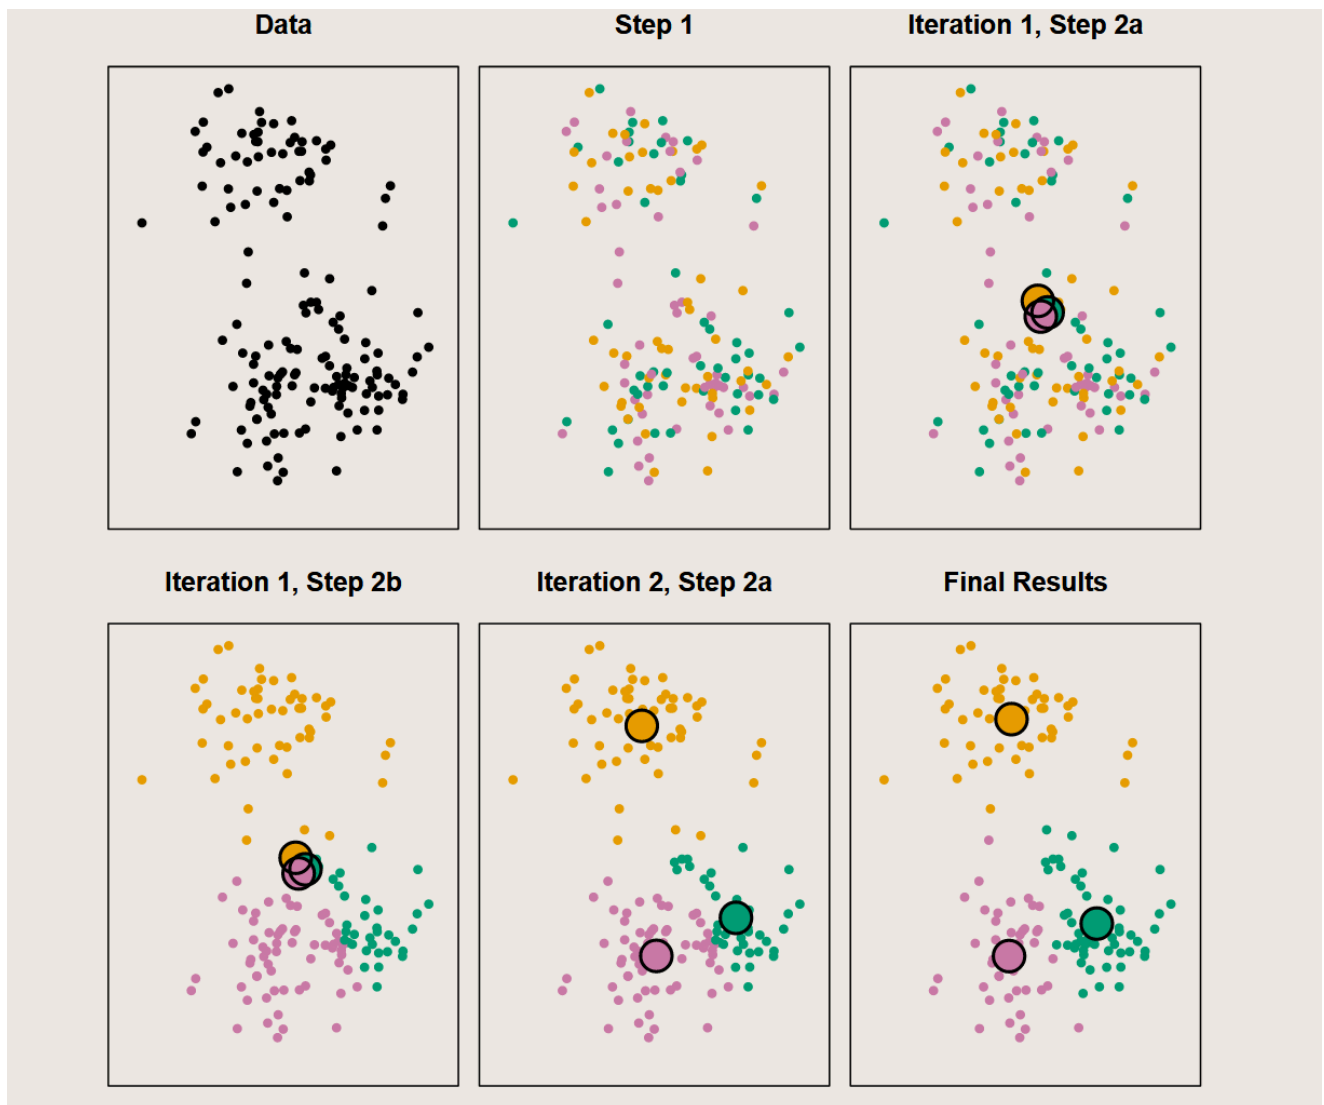 Data
Step 1
Iteration 1, Step 2a
Iteration 1, Step 2b
Iteration 2, Step 2a
Final Results